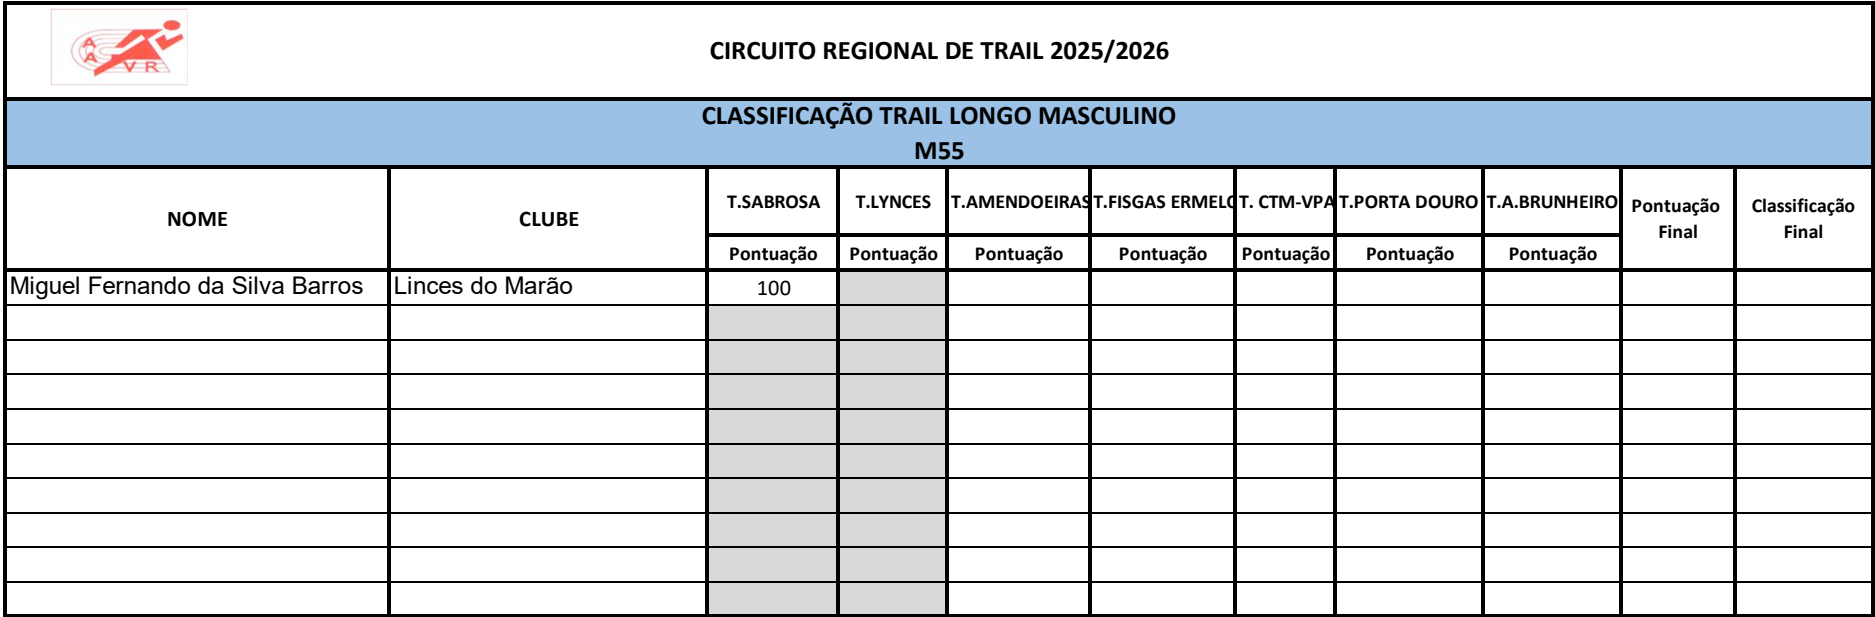 A A
V R
CIRCUITO REGIONAL DE TRAIL 2025/2026
CLASSIFICAÇÃO TRAIL LONGO MASCULINO
M55
NOME CLUBE T.SABROSA T.LYNCES T.AMENDOEIRAS T.FISGAS ERMELO T. CTM-VPA T.PORTA DOURO T.A.BRUNHEIRO Pontuação Final Classificação Final
Pontuação Pontuação Pontuação Pontuação Pontuação Pontuação Pontuação
Miguel Fernando da Silva Barros Linces do Marão 100